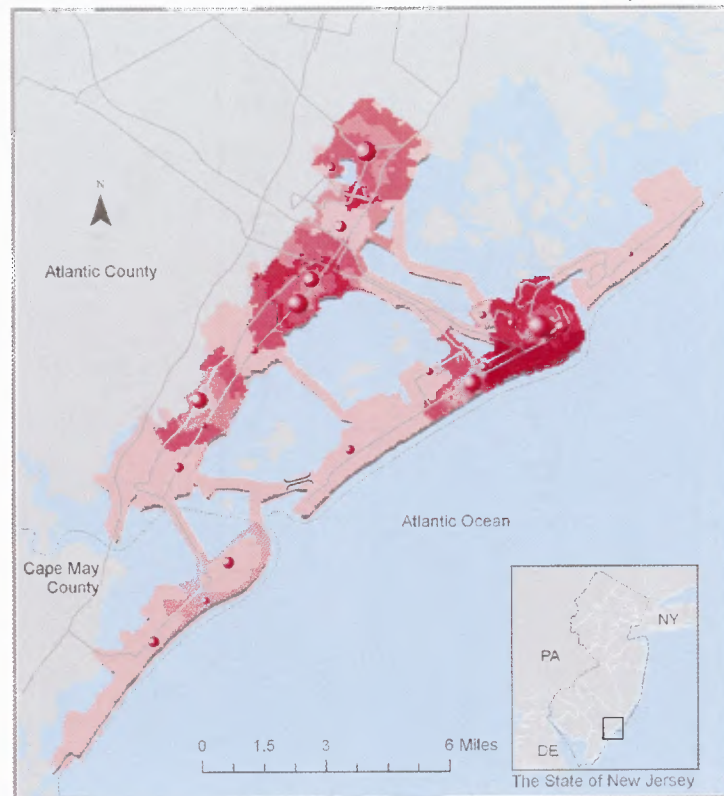 N
Atlantic County
Atlantic Ocean
Cape May
County
NY
PA
DE
0 1.5 3 6 Miles
The State of New Jersey